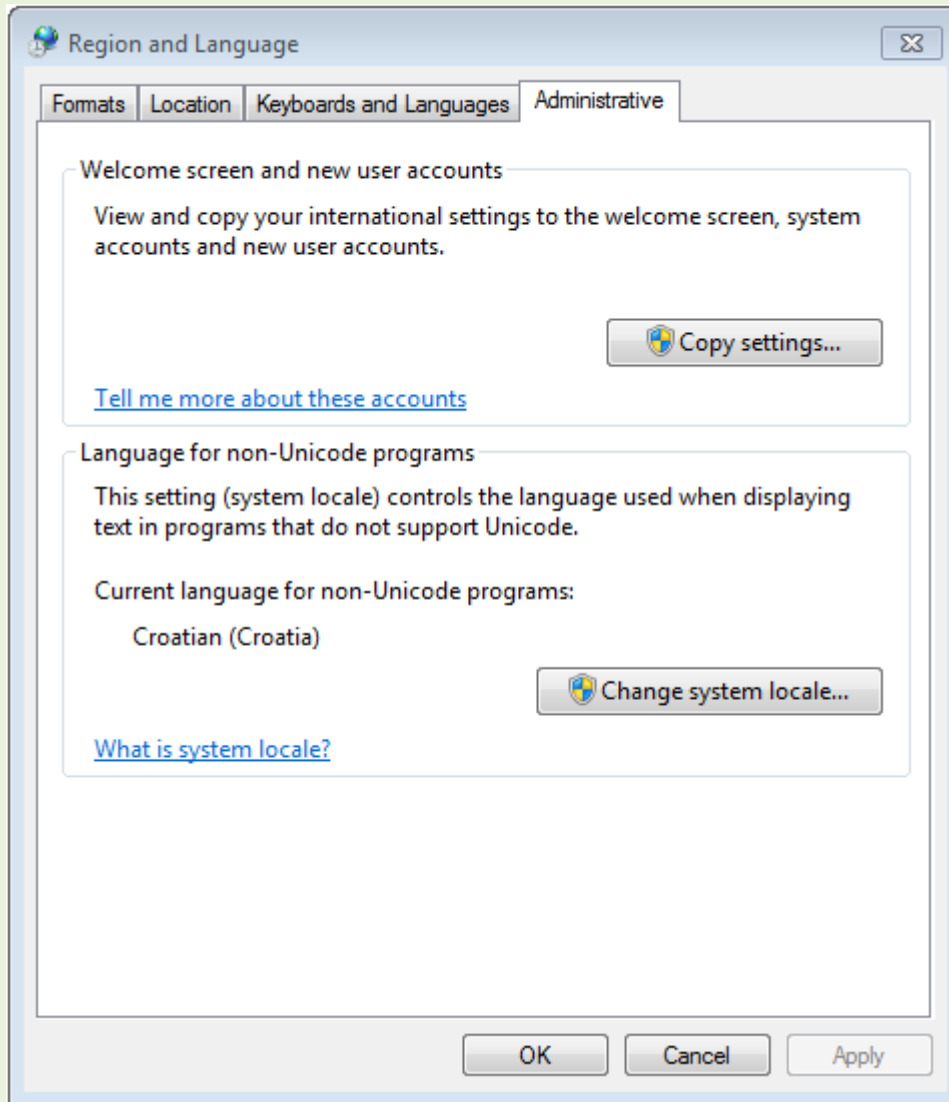 Region and Language
Formats Location Keyboards and Languages Administrative
Welcome screen and new user accounts
View and copy your international settings to the welcome screen, system
accounts and new user accounts.
Copy settings...
Tell me more about these accounts
Language for non-Unicode programs
This setting (system locale) controls the language used when displaying
text in programs that do not support Unicode.
Current language for non-Unicode programs:
Croatian (Croatia)
Change system locale...
What is system locale?
OK Cancel Apply